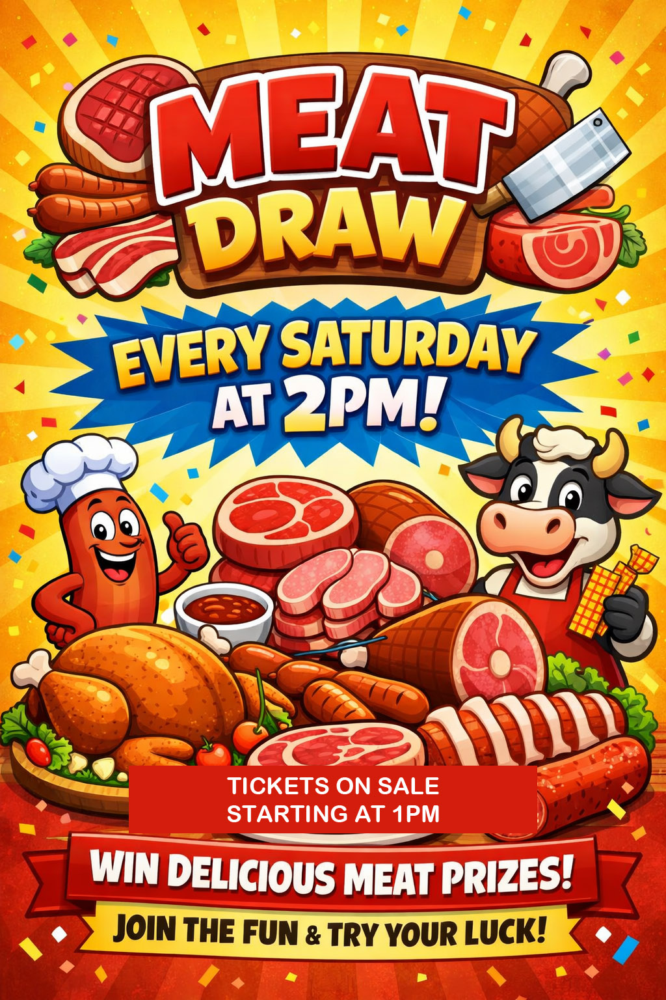 MEAT
DRAW
EVERY SATURDAY
AT 2PM!
TICKETS ON SALE
STARTING AT 1PM
WIN DELICIOUS MEAT PRIZES!
JOIN THE FUN & TRY YOUR LUCK!